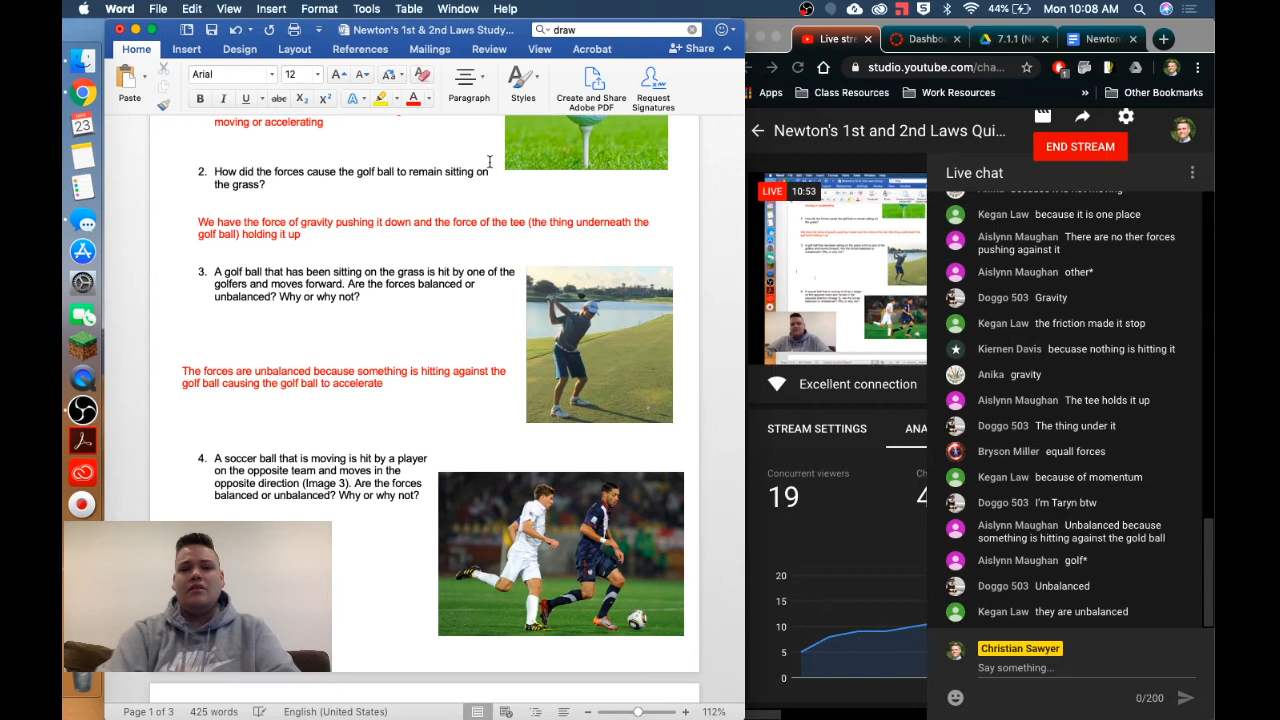 Word File Edit View Insert Format Tools Table Window Help
44% Mon 10:08 AM
Newton's 1st & 2nd Laws Study...
draw
Home Insert Design Layout References Mailings Review View Acrobat
Share
Paste
Arial 12
Paragraph Styles Create and Share Adobe PDF Request Signatures
moving or accelerating
2. How did the forces cause the golf ball to remain sitting on
the grass?
We have the force of gravity pushing it down and the force of the tee (the thing underneath the
golf ball) holding it up
3. A golf ball that has been sitting on the grass is hit by one of the
golfers and moves forward. Are the forces balanced or
unbalanced? Why or why not?
The forces are unbalanced because something is hitting against the
golf ball causing the golf ball to accelerate
4. A soccer ball that is moving is hit by a player
on the opposite team and moves in the
opposite direction (Image 3). Are the forces
balanced or unbalanced? Why or why not?
Page 1 of 3 425 words English (United States) 112%
Live stre Dashbo 7.1.1 (N Newton
studio.youtube.com/cha...
Apps Class Resources Work Resources » Other Bookmarks
Newton's 1st and 2nd Laws Qui...
END STREAM
LIVE 10:53
Excellent connection
STREAM SETTINGS ANA
Concurrent viewers
19
20
15
10
5
0
Live chat
Kegan Law because it is one place
Aislynn Maughan There are no ther forces
pushing against it
Aislynn Maughan other*
Doggo 503 Gravity
Kegan Law the friction made it stop
Kiernen Davis becuase nothing is hitting it
Anika gravity
Aislynn Maughan The tee holds it up
Doggo 503 The thing under it
Bryson Miller equall forces
Kegan Law because of momentum
Doggo 503 I'm Taryn btw
Aislynn Maughan Unbalanced because
something is hitting against the gold ball
Aislynn Maughan golf*
Doggo 503 Unbalanced
Kegan Law they are unbalanced
Christian Sawyer
Say something...
0/200